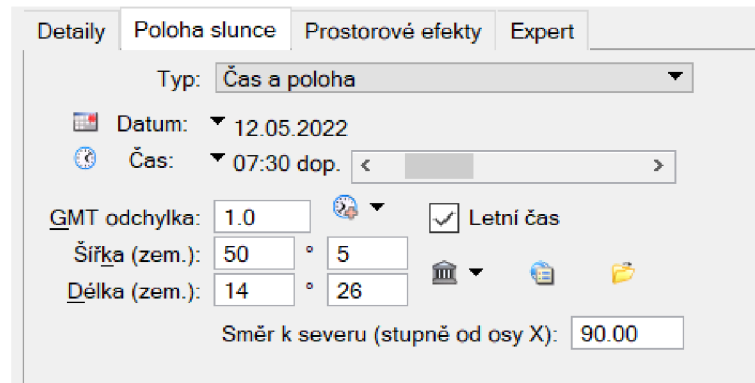 Detaily Poloha slunce Prostorové efekty Expert
Typ: Čas a poloha
Datum: 12.05.2022
Čas: 07:30 dop.
GMT odchylka: 1.0 Letní čas
Šířka (zem.): 50 ° 5
Délka (zem.): 14 ° 26
Směr k severu (stupně od osy X): 90.00